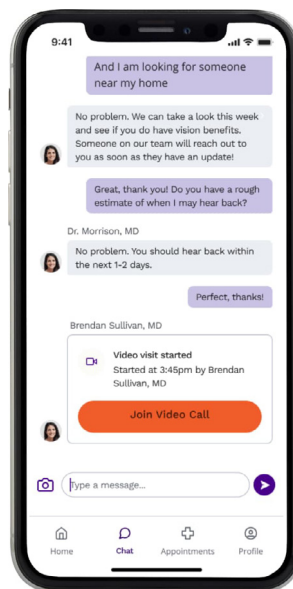 9:41
And I am looking for someone
near my home
No problem. We can take a look this week
and see if you do have vision benefits.
Someone on our team will reach out to
you as soon as they have an update!
Great, thank you! Do you have a rough
estimate of when I may hear back?
Dr. Morrison, MD
No problem. You should hear back within
the next 1-2 days.
Perfect, thanks!
Brendan Sullivan, MD
Video visit started
Started at 3:45pm by Brendan
Sullivan, MD
Join Video Call
Type a message...
Home Chat Appointments Profile